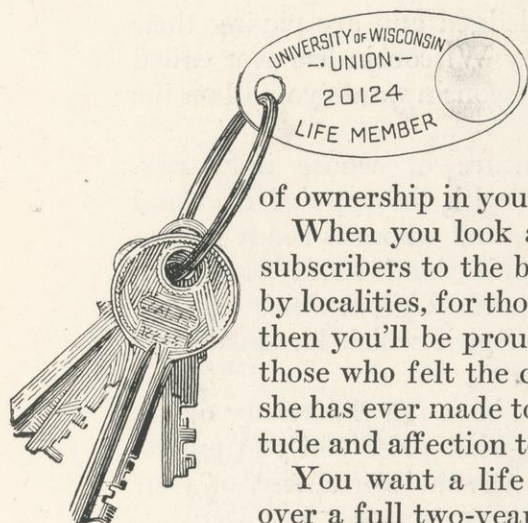 UNIVERSITY OF WISCONSIN
UNION
20124
LIFE MEMBER
of ownership in you
When you look a
subscribers to the b
by localities, for tho
then you'll be prou
those who felt the
she has ever made to
tude and affection t
You want a life
over a full two-year